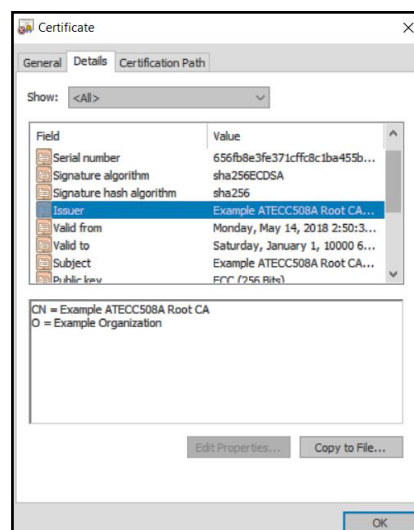 Certificate
General Details Certification Path
Show: <All>
Field Value
Serial number 656fb8e3fe371cffc8c1ba455b...
Signature algorithm sha256ECDSA
Signature hash algorithm sha256
Issuer Example ATECC508A Root CA...
Valid from Monday, May 14, 2018 2:50:3...
Valid to Saturday, January 1, 10000 6...
Subject Example ATECC508A Root CA...
Public key ECC (256 Bits)
CN = Example ATECC508A Root CA
O = Example Organization
Edit Properties... Copy to File...
OK